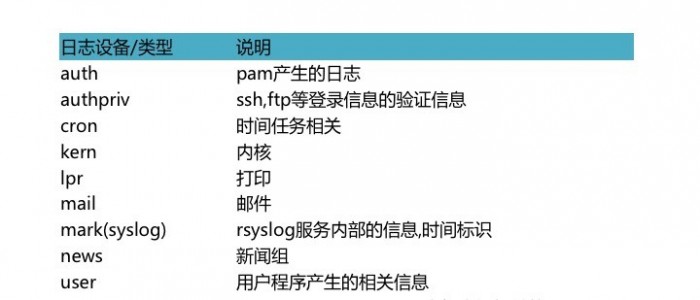 日志设备/类型 说明
auth pam产生的日志
authpriv ssh,ftp等登录信息的验证信息
cron 时间任务相关
kern 内核
lpr 打印
mail 邮件
mark(syslog) rsyslog服务内部的信息,时间标识
news 新闻组
user 用户程序产生的相关信息